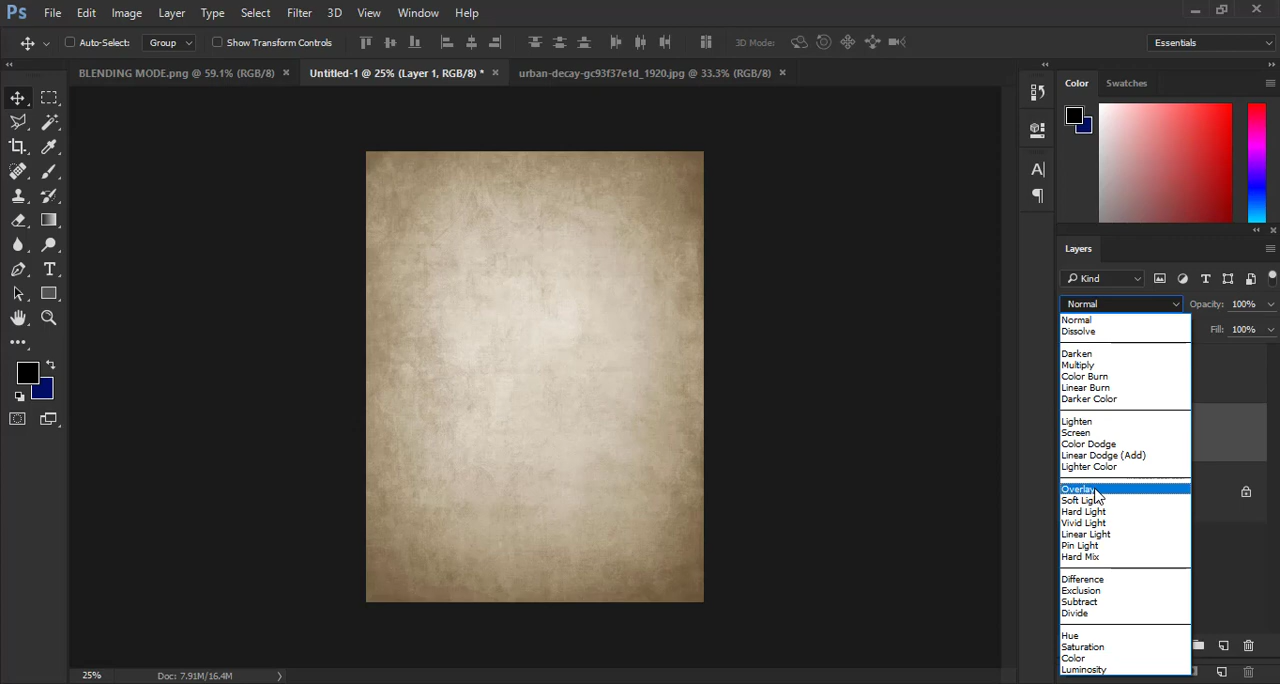 Ps File Edit Image Layer Type Select Filter 3D View Window Help
Auto-Select: Group Show Transform Controls 3D Mode: Essentials
BLENDING MODE.png @ 59.1% (RGB/8) × Untitled-1 @ 25% (Layer 1, RGB/8) * × urban-decay-gc93f37e1d_1920.jpg @ 33.3% (RGB/8) ×
Color Swatches
Layers
Kind
Normal Opacity: 100%
Fill: 100%
Normal
Dissolve
Darken
Multiply
Color Burn
Linear Burn
Darker Color
Lighten
Screen
Color Dodge
Linear Dodge (Add)
Lighter Color
Overlay
Soft Light
Hard Light
Vivid Light
Linear Light
Pin Light
Hard Mix
Difference
Exclusion
Subtract
Divide
Hue
Saturation
Color
Luminosity
25% Doc: 7.91M/16.4M